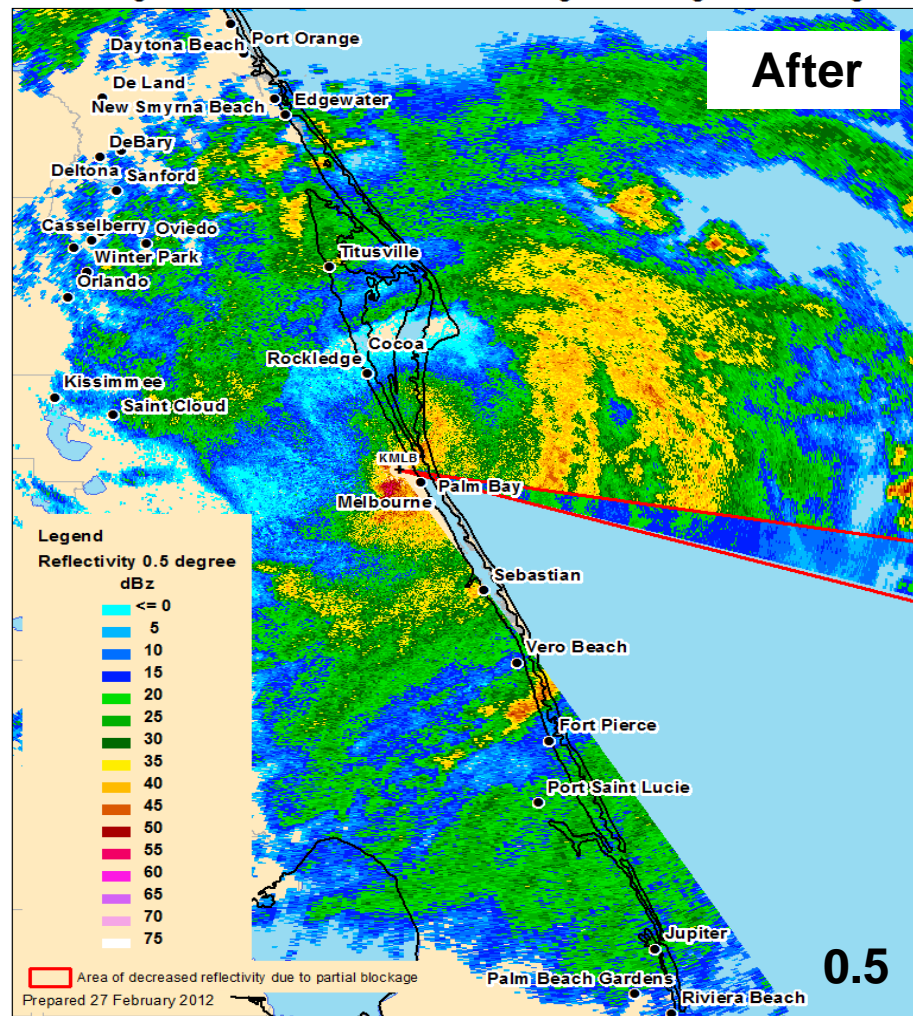 After
Port Orange
Daytona Beach
De Land
Edgewater
New Smyrna Beach
DeBary
Deltona
Sanford
Casselberry
Oviedo
Winter Park
Titusville
Orlando
Cocoa
Rockledge
Kissimmee
Saint Cloud
KMLB
Palm Bay
Melbourne
Legend
Reflectivity 0.5 degree
dBz
<= 0
5
10
15
20
25
30
35
40
45
50
55
60
65
70
75
Sebastian
Vero Beach
Fort Pierce
Port Saint Lucie
Jupiter
0.5
Area of decreased reflectivity due to partial blockage
Palm Beach Gardens
Prepared 27 February 2012
Riviera Beach